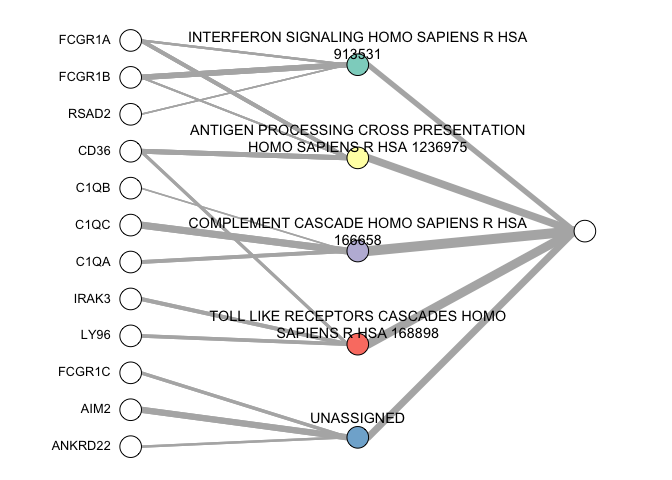 FCGR1A
FCGR1B
RSAD2
CD36
C1QB
C1QC
C1QA
IRAK3
LY96
FCGR1C
AIM2
ANKRD22
INTERFERON SIGNALING HOMO SAPIENS R HSA
913531
ANTIGEN PROCESSING CROSS PRESENTATION
HOMO SAPIENS R HSA 1236975
COMPLEMENT CASCADE HOMO SAPIENS R HSA
166658
TOLL LIKE RECEPTORS CASCADES HOMO
SAPIENS R HSA 168898
UNASSIGNED